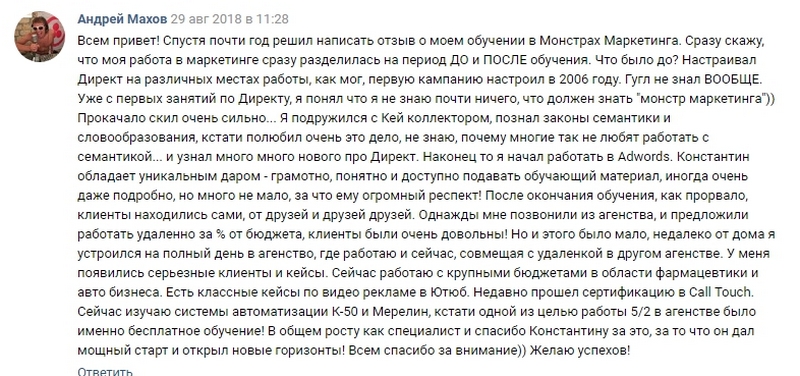 Андрей Махов 29 авг 2018 в 11:28
Всем привет! Спустя почти год решил написать отзыв о моем обучении в Монстрах Маркетинга. Сразу скажу,
что моя работа в маркетинге сразу разделилась на период ДО и ПОСЛЕ обучения. Что было до? Настраивал
Директ на различных местах работы, как мог, первую кампанию настроил в 2006 году. Гугл не знал ВООБЩЕ.
Уже с первых занятий по Директу, я понял что я не знаю почти ничего, что должен знать "монстр маркетинга"))
Прокачало скил очень сильно... Я подружился с Кей коллектором, познал законы семантики и
словообразования, кстати полюбил очень это дело, не знаю, почему многие так не любят работать с
семантикой... и узнал много много нового про Директ. Наконец то я начал работать в Adwords. Константин
обладает уникальным даром - грамотно, понятно и доступно подавать обучающий материал, иногда очень
даже подробно, но много не мало, за что ему огромный респект! После окончания обучения, как прорвало,
клиенты находились сами, от друзей и друзей друзей. Однажды мне позвонили из агенства, и предложили
работать удаленно за % от бюджета, клиенты были очень довольны! Но и этого было мало, недалеко от дома я
устроился на полный день в агенство, где работаю и сейчас, совмещая с удаленкой в другом агенстве. У меня
появились серьезные клиенты и кейсы. Сейчас работаю с крупными бюджетами в области фармацевтики и
авто бизнеса. Есть классные кейсы по видео рекламе в Ютюб. Недавно прошел сертификацию в Call Touch.
Сейчас изучаю системы автоматизации К-50 и Мерелин, кстати одной из целью работы 5/2 в агенстве было
именно бесплатное обучение! В общем росту как специалист и спасибо Константину за это, за то что он дал
мощный старт и открыл новые горизонты! Всем спасибо за внимание)) Желаю успехов!
Ответить